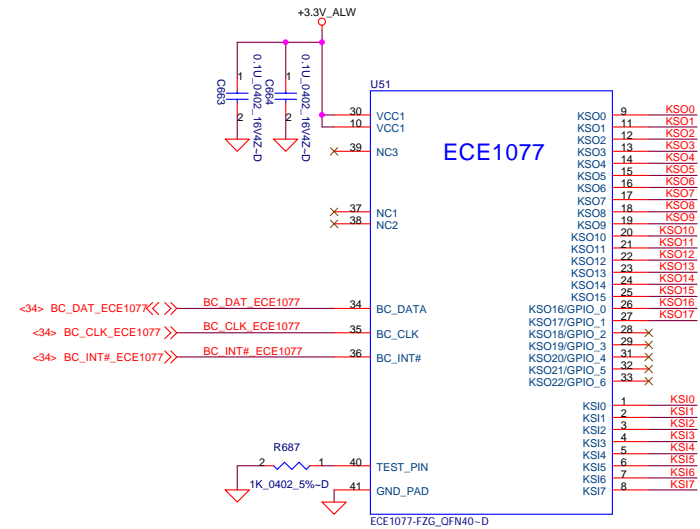 +3.3V_ALW
0.1U_0402_16V4Z~D
C663
1
2
0.1U_0402_16V4Z~D
C664
1
2
U51
ECE1077
30 VCC1
10 VCC1
39 NC3
37 NC1
38 NC2
<34> BC_DAT_ECE1077 BC_DAT_ECE1077 34 BC_DATA
<34> BC_CLK_ECE1077 BC_CLK_ECE1077 35 BC_CLK
<34> BC_INT#_ECE1077 BC_INT#_ECE1077 36 BC_INT#
R687
2 1 40 TEST_PIN
1K_0402_5%~D
41 GND_PAD
KSO0 9 KSO0
KSO1 11 KSO1
KSO2 12 KSO2
KSO3 13 KSO3
KSO4 14 KSO4
KSO5 15 KSO5
KSO6 16 KSO6
KSO7 17 KSO7
KSO8 18 KSO8
KSO9 19 KSO9
KSO10 20 KSO10
KSO11 21 KSO11
KSO12 22 KSO12
KSO13 23 KSO13
KSO14 24 KSO14
KSO15 25 KSO15
KSO16/GPIO_0 26 KSO16
KSO17/GPIO_1 27 KSO17
KSO18/GPIO_2 28
KSO19/GPIO_3 29
KSO20/GPIO_4 31
KSO21/GPIO_5 32
KSO22/GPIO_6 33
KSI0 1 KSI0
KSI1 2 KSI1
KSI2 3 KSI2
KSI3 4 KSI3
KSI4 5 KSI4
KSI5 6 KSI5
KSI6 7 KSI6
KSI7 8 KSI7
ECE1077-FZG_QFN40~D